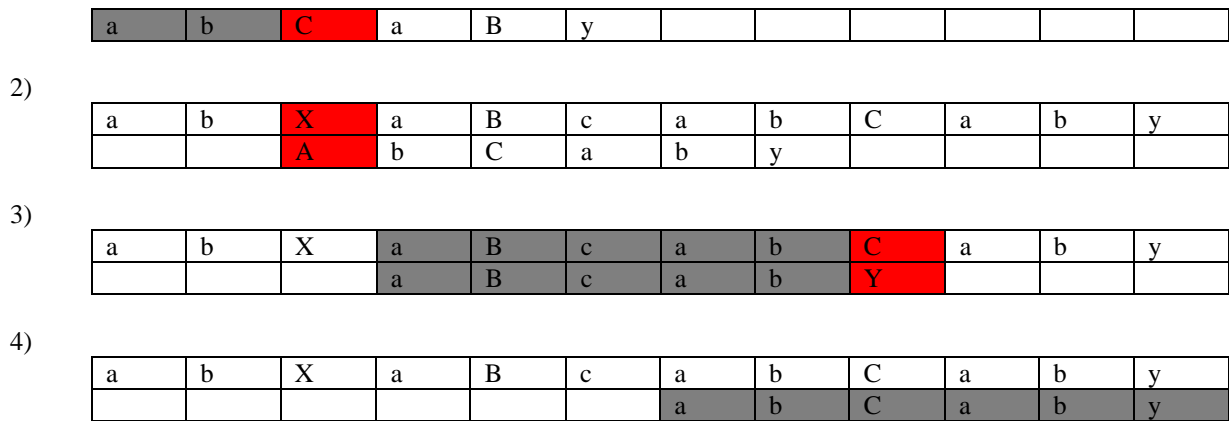 a b C a B y
2)
a b X a B c a b C a b y
A b C a b y
3)
a b X a B c a b C a b y
a B c a b Y
4)
a b X a B c a b C a b y
a b C a b y